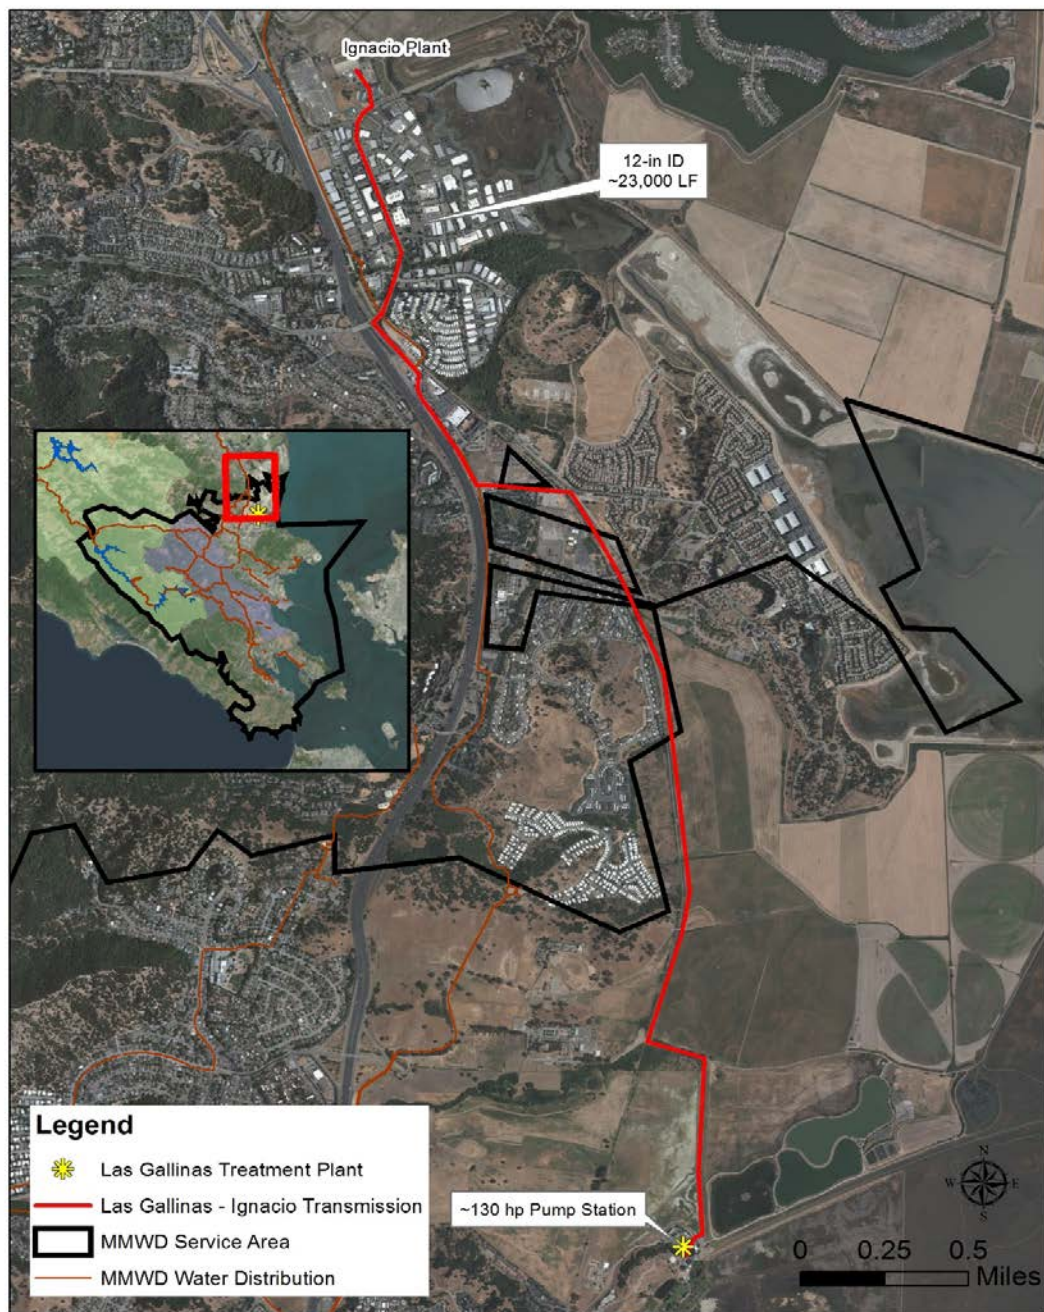 Ignacio Plant
12-in ID
~23,000 LF
Legend
Las Gallinas Treatment Plant
Las Gallinas - Ignacio Transmission
MMWD Service Area
MMWD Water Distribution
~130 hp Pump Station
N
W E
S
0 0.25 0.5
Miles